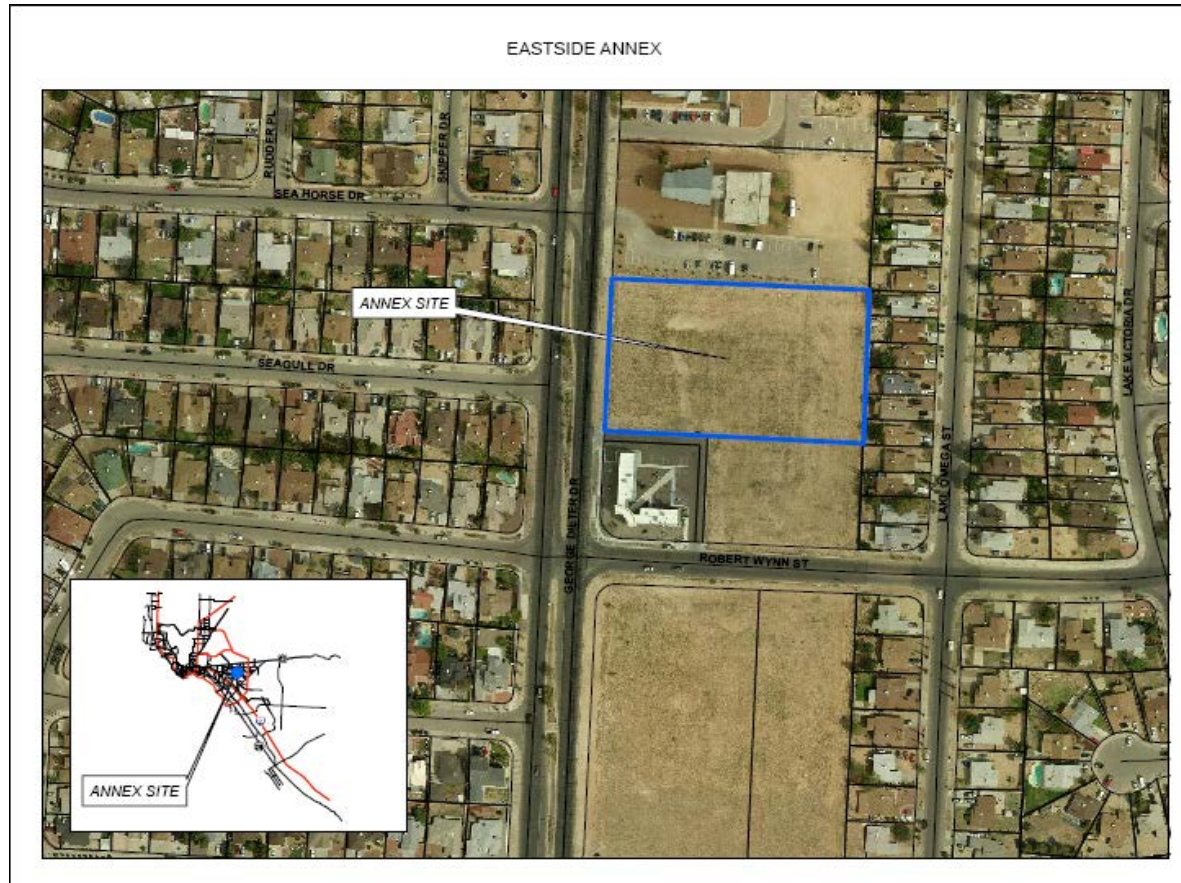 EASTSIDE ANNEX
RUDDER PL
SKIPPER DR
SEA HORSE DR
ANNEX SITE
SEAGULL DR
LAKE VICTORIA DR
LAKE OMEGA ST
GEORGE DIETER DR
ROBERT WYNN ST
ANNEX SITE